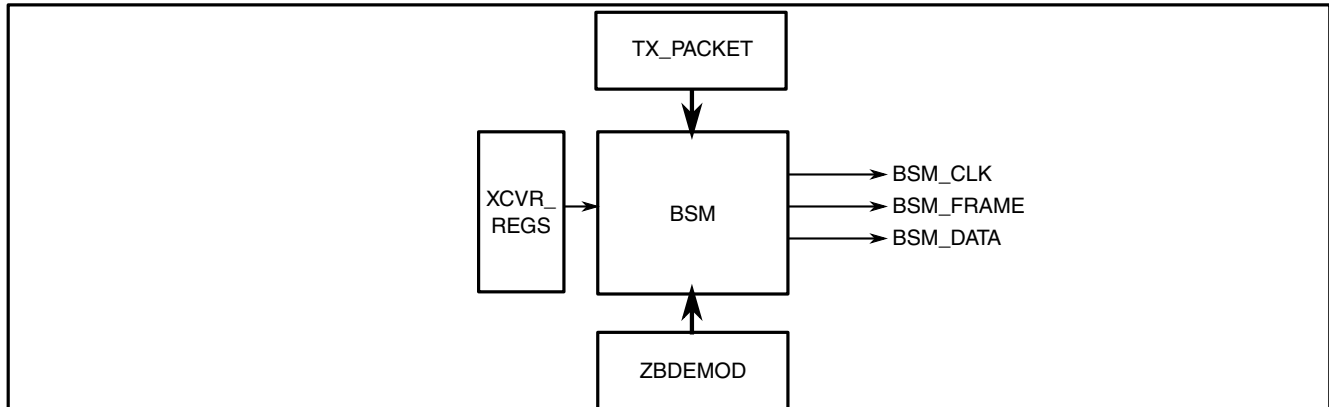 TX_PACKET
XCVR_
REGS
BSM
BSM_CLK
BSM_FRAME
BSM_DATA
ZBDEMOD